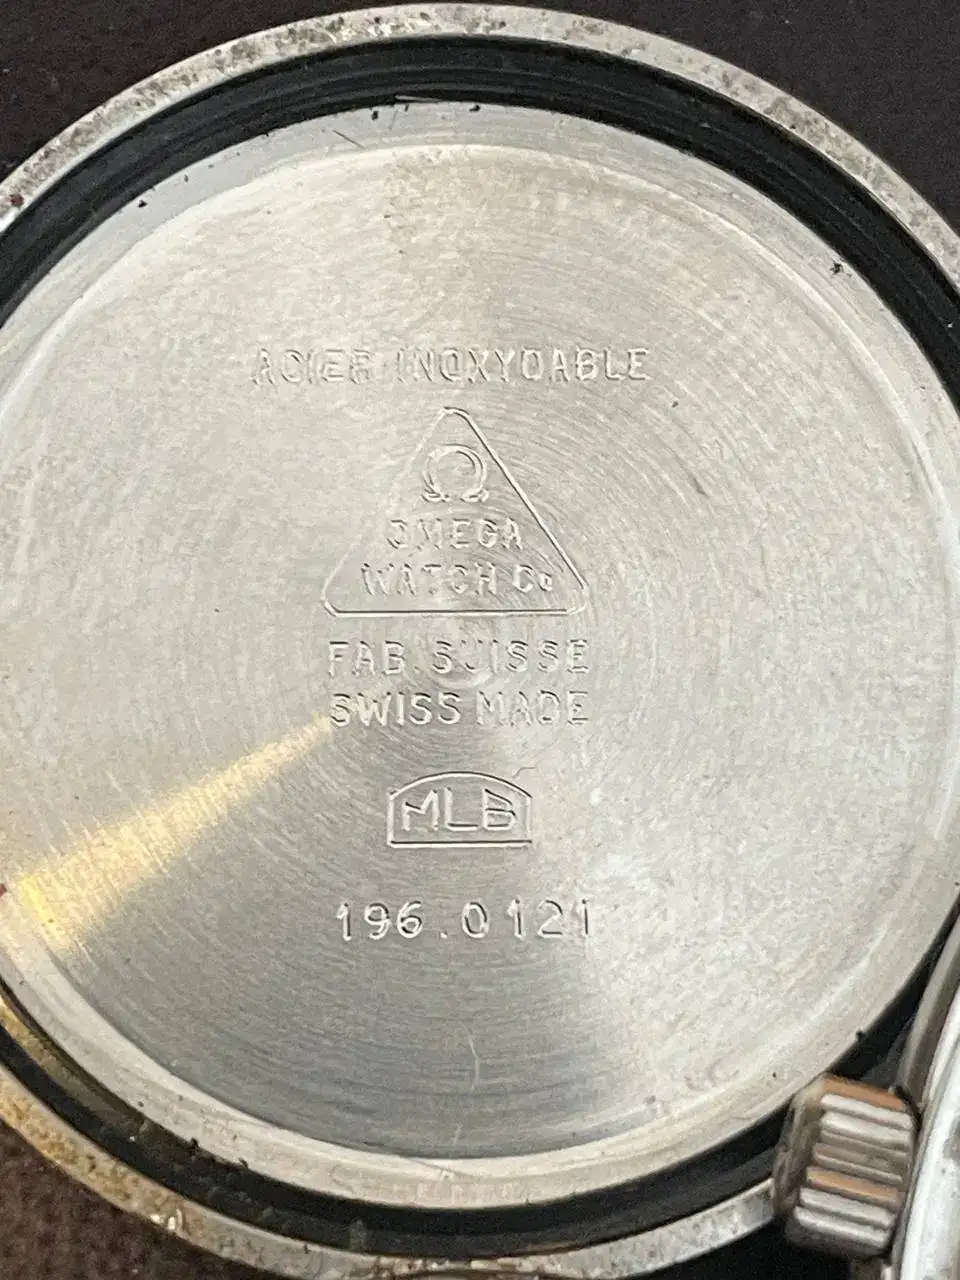 ACIER INOXYDABLE
Ω
OMEGA
WATCH Co
FAB. SUISSE
SWISS MADE
MLB
196.0121